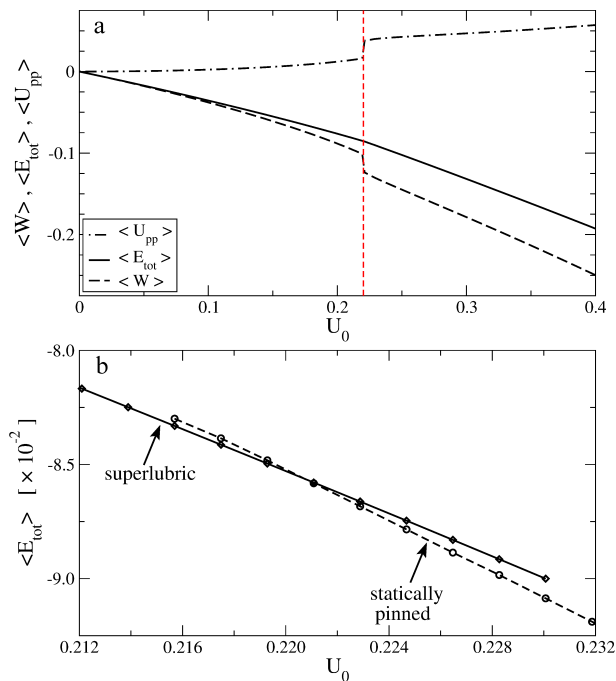 a
<W> , <E_tot> , <U_pp>
0
-0.1
-0.2
<U_pp>
<E_tot>
<W>
0 0.1 0.2 0.3 0.4
U_0
b
<E_tot> [ × 10^-2 ]
-8.0
-8.5
-9.0
superlubric
statically
pinned
0.212 0.216 0.220 0.224 0.228 0.232
U_0